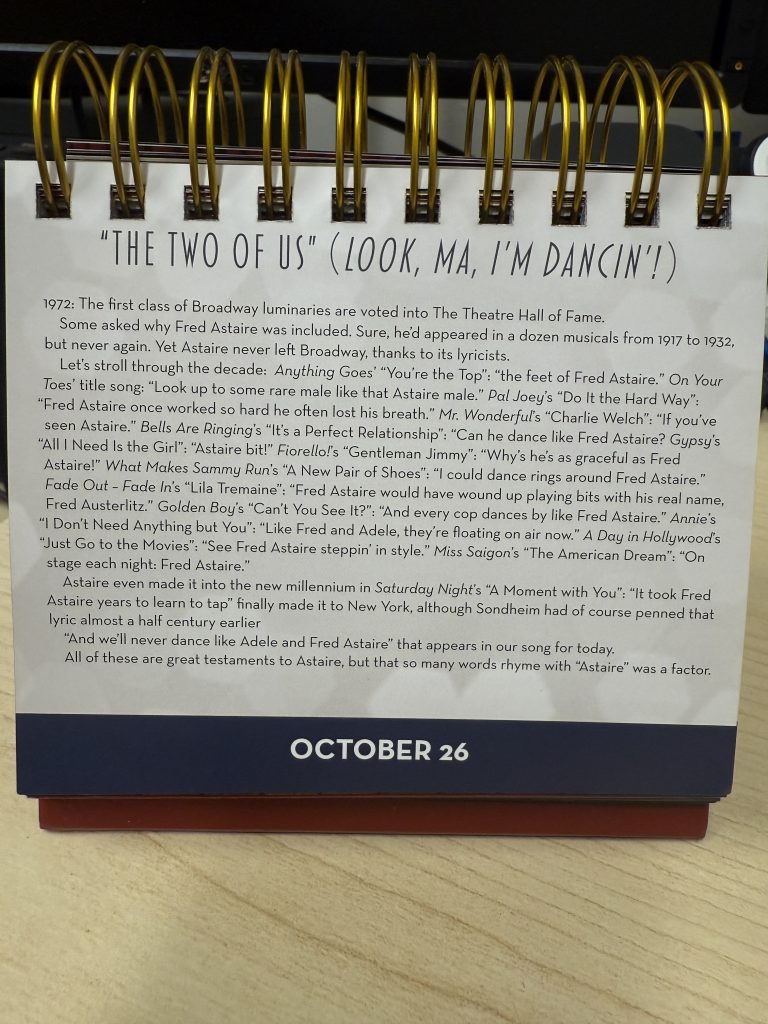 "THE TWO OF US" (LOOK, MA, I'M DANCIN'!)
1972: The first class of Broadway luminaries are voted into The Theatre Hall of Fame.
Some asked why Fred Astaire was included. Sure, he'd appeared in a dozen musicals from 1917 to 1932,
but never again. Yet Astaire never left Broadway, thanks to its lyricists.
Let's stroll through the decade: Anything Goes' "You're the Top": "the feet of Fred Astaire." On Your
Toes' title song: "Look up to some rare male like that Astaire male." Pal Joey's "Do It the Hard Way":
"Fred Astaire once worked so hard he often lost his breath." Mr. Wonderful's "Charlie Welch": "If you've
seen Astaire." Bells Are Ringing's "It's a Perfect Relationship": "Can he dance like Fred Astaire? Gypsy's
"All I Need Is the Girl": "Astaire bit!" Fiorello!'s "Gentleman Jimmy": "Why's he's as graceful as Fred
Astaire!" What Makes Sammy Run's "A New Pair of Shoes": "I could dance rings around Fred Astaire."
Fade Out – Fade In's "Lila Tremaine": "Fred Astaire would have wound up playing bits with his real name,
Fred Austerlitz." Golden Boy's "Can't You See It?": "And every cop dances by like Fred Astaire." Annie's
"I Don't Need Anything but You": "Like Fred and Adele, they're floating on air now." A Day in Hollywood's
"Just Go to the Movies": "See Fred Astaire steppin' in style." Miss Saigon's "The American Dream": "On
stage each night: Fred Astaire."
Astaire even made it into the new millennium in Saturday Night's "A Moment with You": "It took Fred
Astaire years to learn to tap" finally made it to New York, although Sondheim had of course penned that
lyric almost a half century earlier
"And we'll never dance like Adele and Fred Astaire" that appears in our song for today.
All of these are great testaments to Astaire, but that so many words rhyme with "Astaire" was a factor.
OCTOBER 26